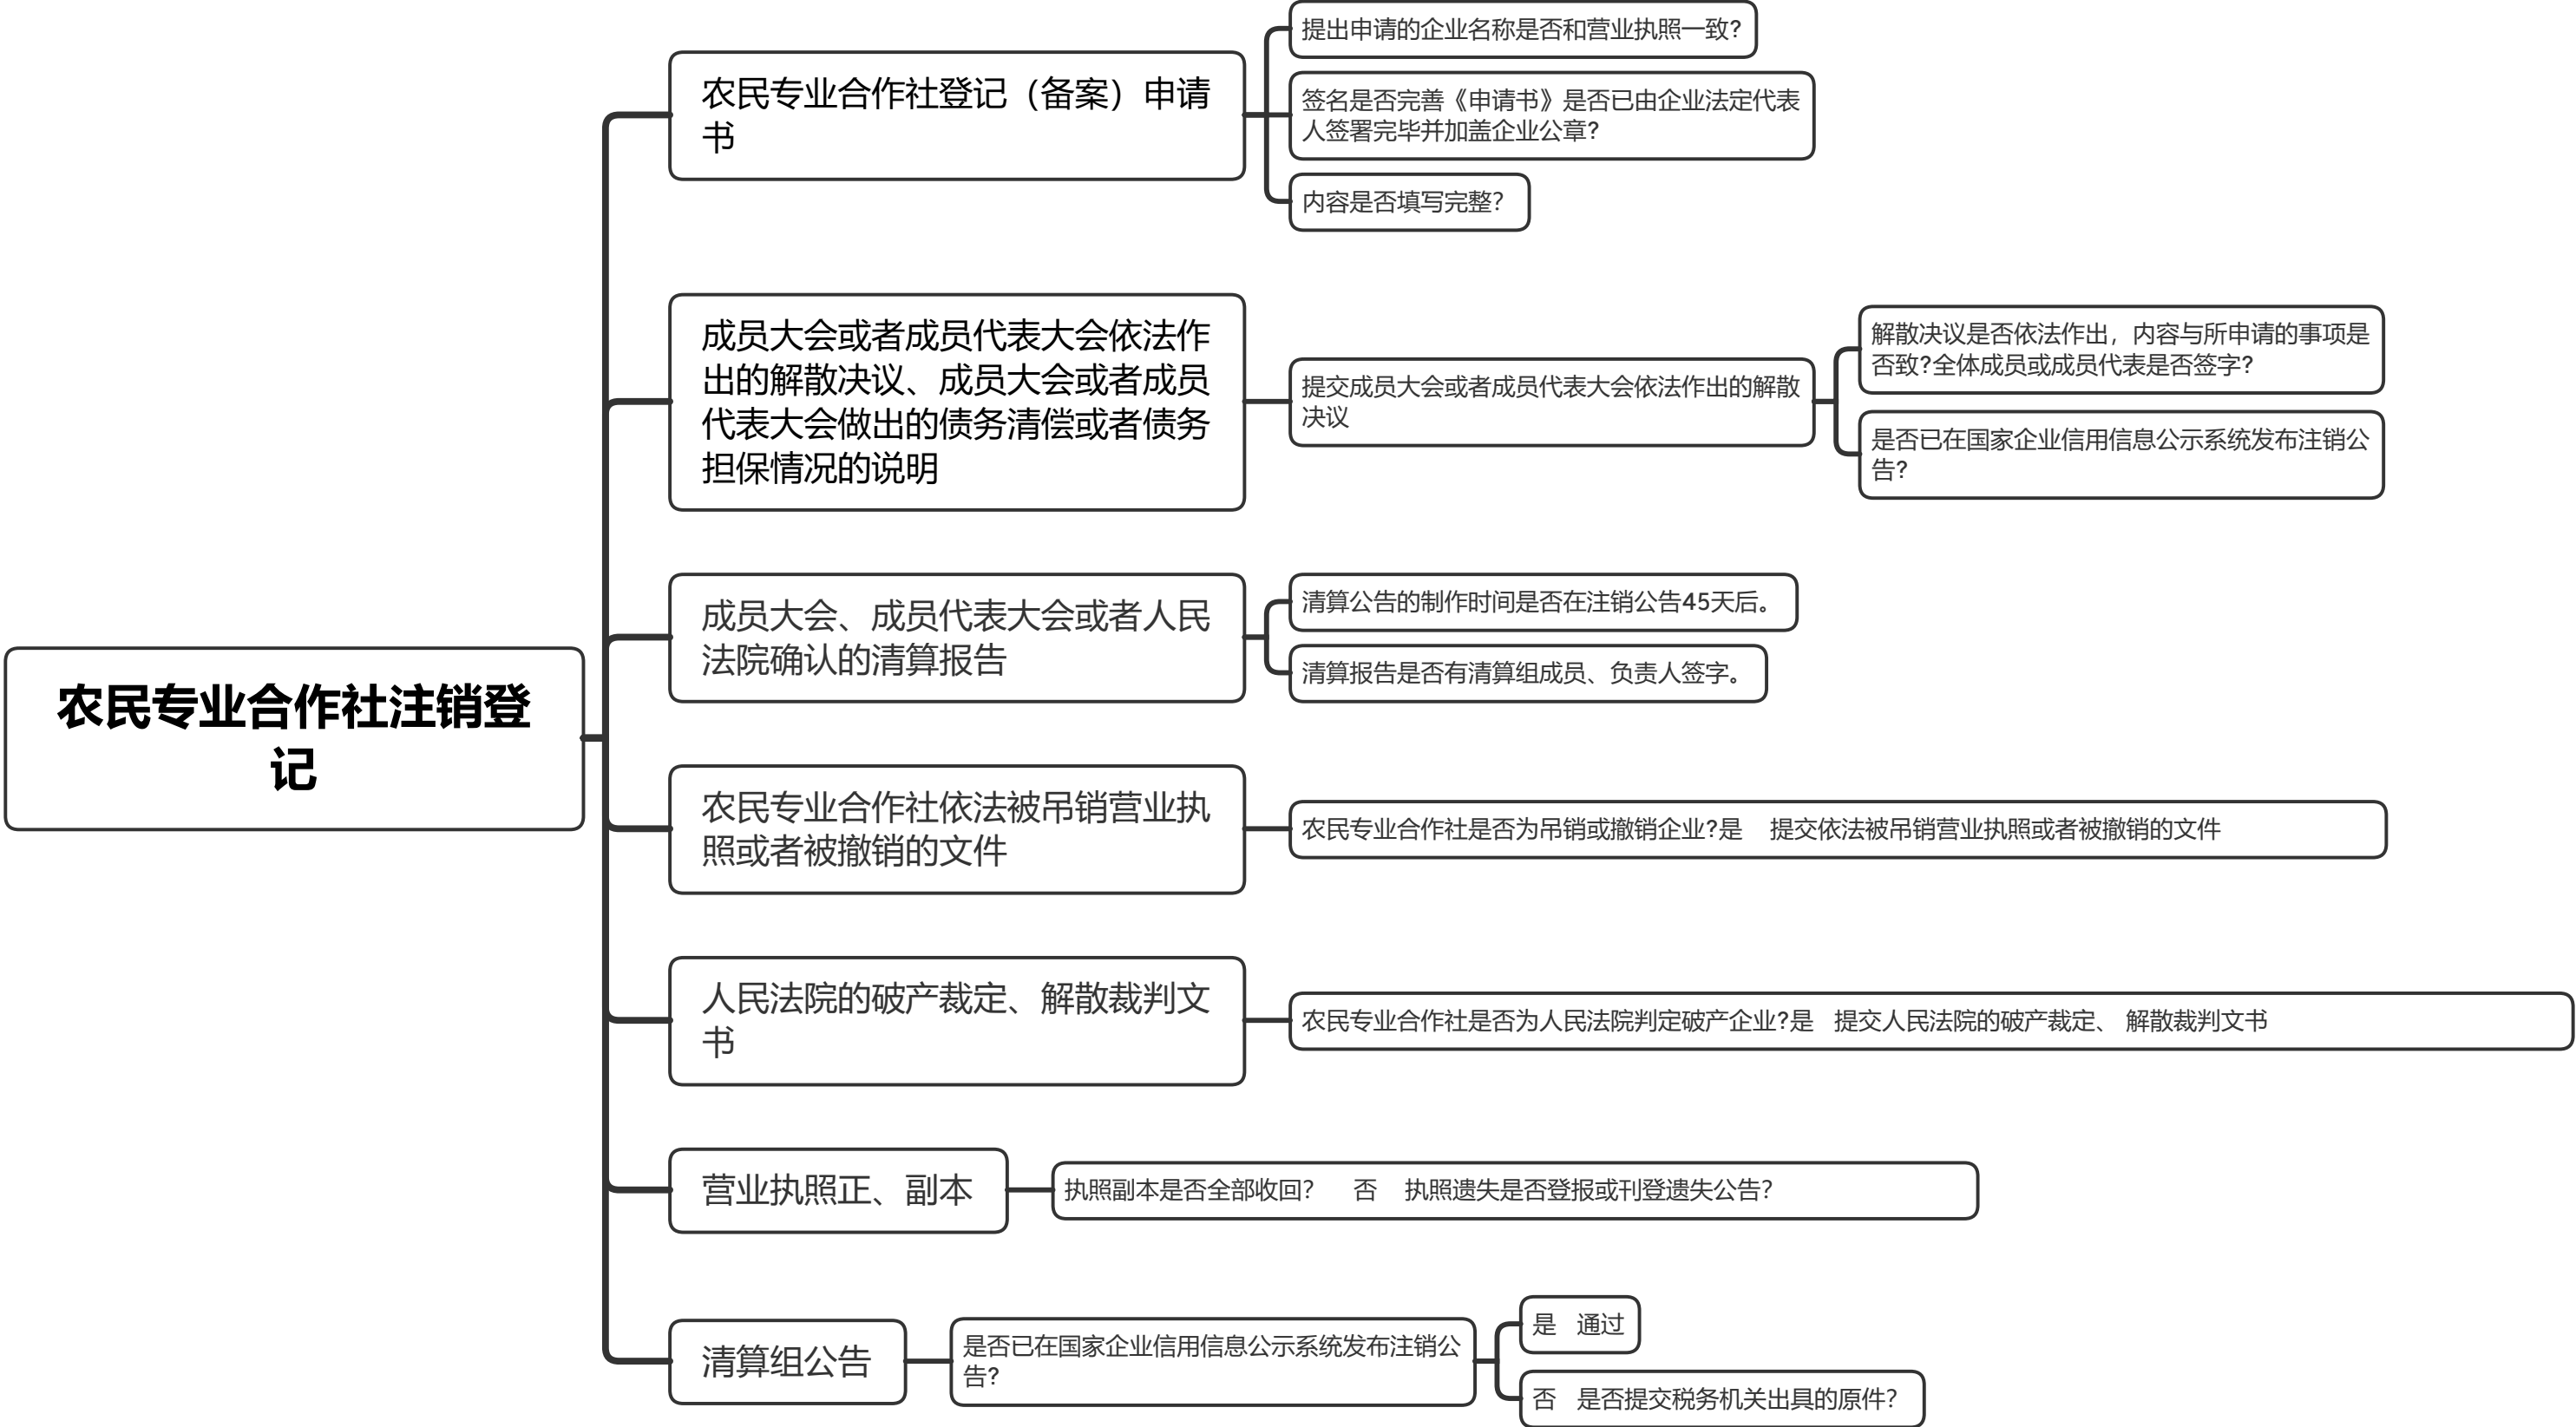 农民专业合作社注销登
记
农民专业合作社登记（备案）申请
书
提出申请的企业名称是否和营业执照一致?
签名是否完善《申请书》是否已由企业法定代表
人签署完毕并加盖企业公章?
内容是否填写完整?
成员大会或者成员代表大会依法作
出的解散决议、成员大会或者成员
代表大会做出的债务清偿或者债务
担保情况的说明
提交成员大会或者成员代表大会依法作出的解散
决议
解散决议是否依法作出，内容与所申请的事项是
否致?全体成员或成员代表是否签字?
是否已在国家企业信用信息公示系统发布注销公
告?
成员大会、成员代表大会或者人民
法院确认的清算报告
清算公告的制作时间是否在注销公告45天后。
清算报告是否有清算组成员、负责人签字。
农民专业合作社依法被吊销营业执
照或者被撤销的文件
农民专业合作社是否为吊销或撤销企业?是 提交依法被吊销营业执照或者被撤销的文件
人民法院的破产裁定、解散裁判文
书
农民专业合作社是否为人民法院判定破产企业?是 提交人民法院的破产裁定、 解散裁判文书
营业执照正、副本
执照副本是否全部收回? 否 执照遗失是否登报或刊登遗失公告?
清算组公告
是否已在国家企业信用信息公示系统发布注销公
告?
是 通过
否 是否提交税务机关出具的原件?